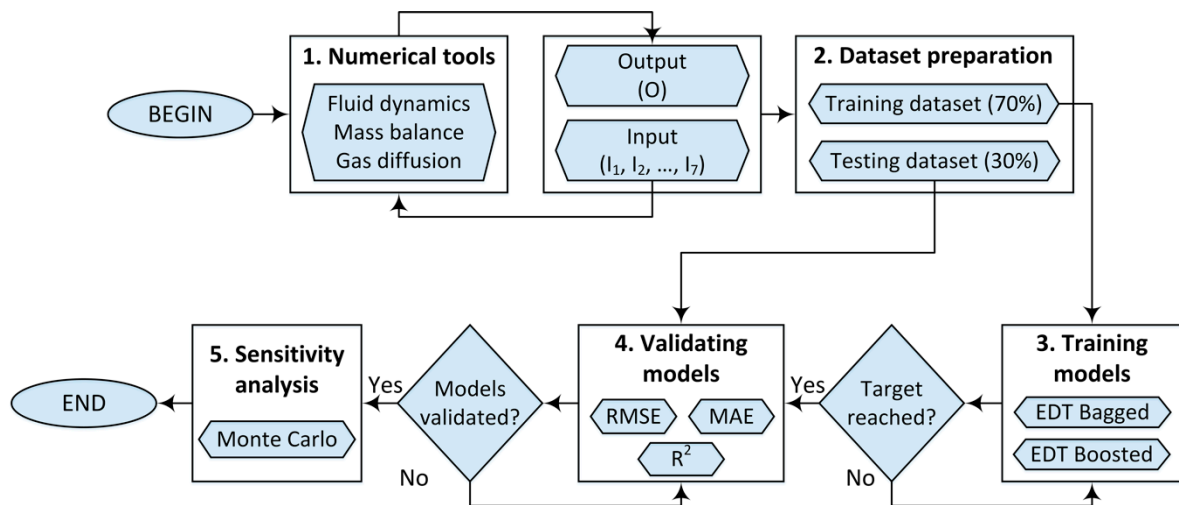 BEGIN
1. Numerical tools
Fluid dynamics
Mass balance
Gas diffusion
Output
(O)
Input
(I₁, I₂, ..., I₇)
2. Dataset preparation
Training dataset (70%)
Testing dataset (30%)
3. Training
models
EDT Bagged
EDT Boosted
Target
reached?
Yes
No
4. Validating
models
RMSE
MAE
R²
Models
validated?
Yes
No
5. Sensitivity
analysis
Monte Carlo
END